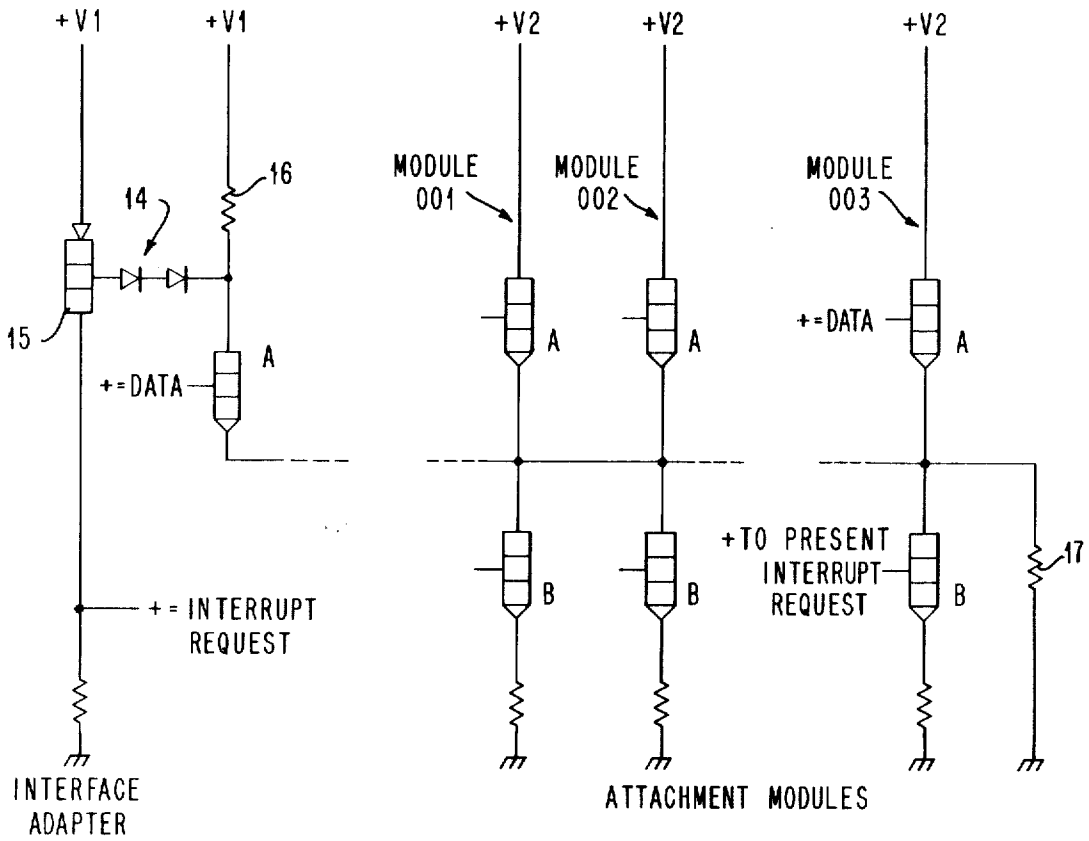 +V1
+V1
+V2
+V2
+V2
MODULE
001
MODULE
002
MODULE
003
14
16
15
A
+=DATA
A
A
+=DATA
A
B
B
+TO PRESENT
INTERRUPT
REQUEST
B
17
+= INTERRUPT
REQUEST
INTERFACE
ADAPTER
ATTACHMENT MODULES